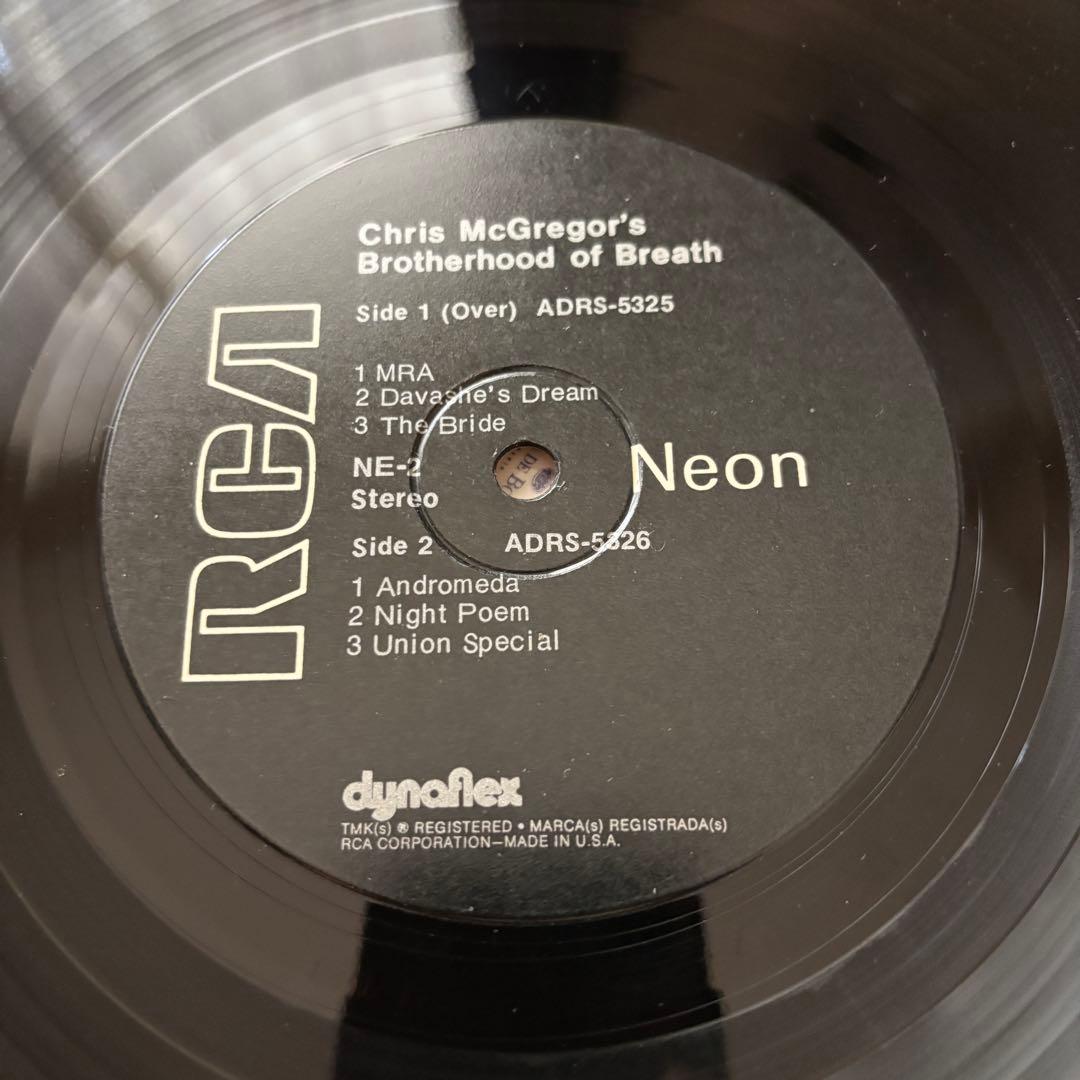 Chris McGregor's
Brotherhood of Breath
Side 1 (Over) ADRS-5325
1 MRA
2 Davashe's Dream
3 The Bride
RCA
NE-2
Neon
Stereo
Side 2 ADRS-5326
1 Andromeda
2 Night Poem
3 Union Special
dynaflex
TMK(s) ® REGISTERED • MARCA(s) REGISTRADA(s)
RCA CORPORATION—MADE IN U.S.A.